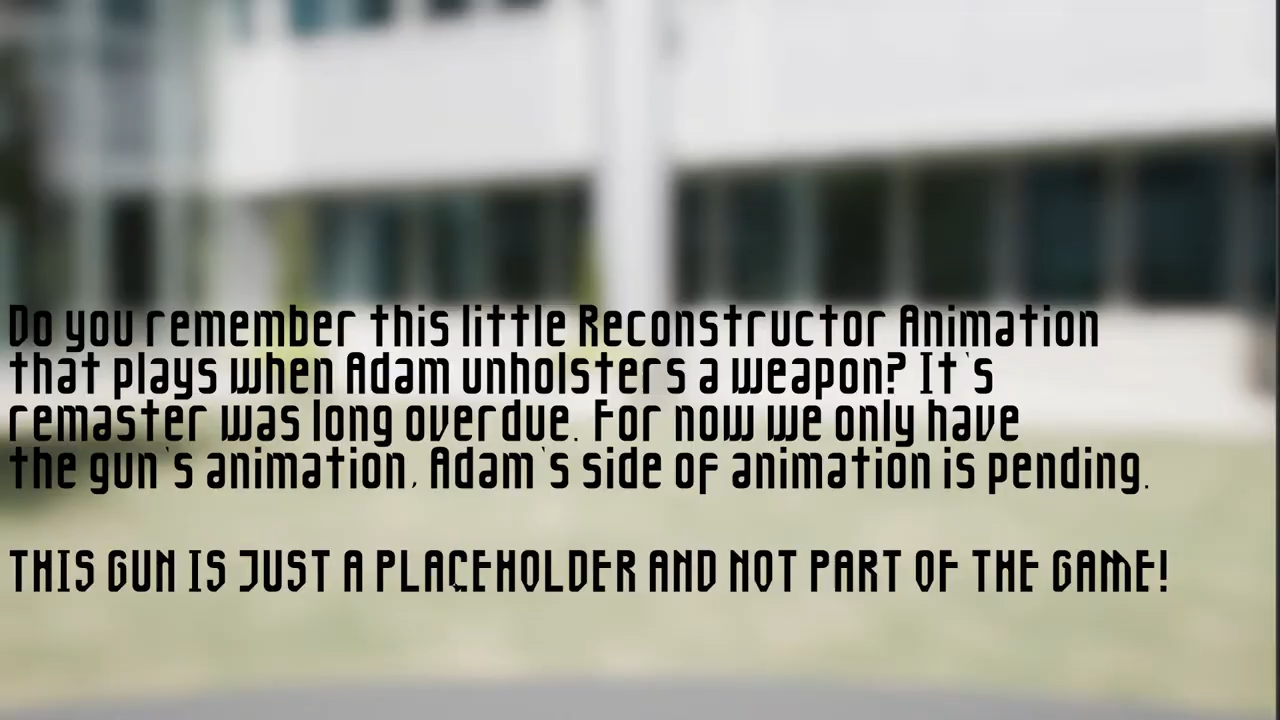 Do you remember this little Reconstructor Animation
that plays when Adam unholsters a weapon? It's
remaster was long overdue. For now we only have
the gun's animation, Adam's side of animation is pending.
THIS GUN IS JUST A PLACEHOLDER AND NOT PART OF THE GAME!